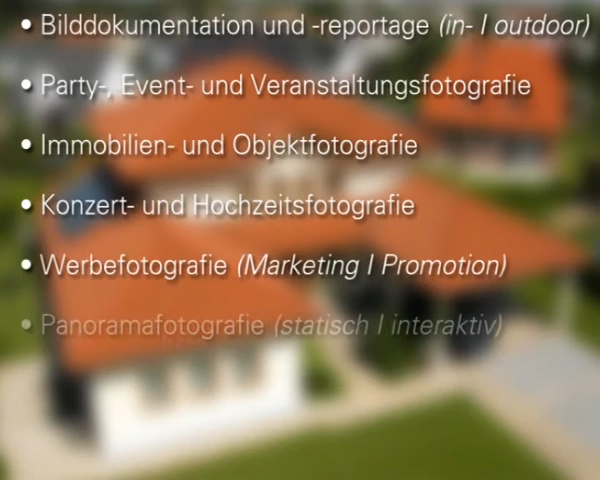 • Bilddokumentation und -reportage (in- I outdoor)
• Party-, Event- und Veranstaltungsfotografie
• Immobilien- und Objektfotografie
• Konzert- und Hochzeitsfotografie
• Werbefotografie (Marketing I Promotion)
• Panoramafotografie (statisch I interaktiv)